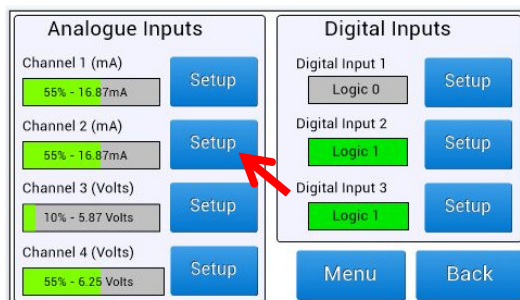 Analogue Inputs
Channel 1 (mA)
55% - 16.87mA
Setup
Channel 2 (mA)
55% - 16.87mA
Setup
Channel 3 (Volts)
10% - 5.87 Volts
Setup
Channel 4 (Volts)
55% - 6.25 Volts
Setup
Digital Inputs
Digital Input 1
Logic 0
Setup
Digital Input 2
Logic 1
Setup
Digital Input 3
Logic 1
Setup
Menu
Back